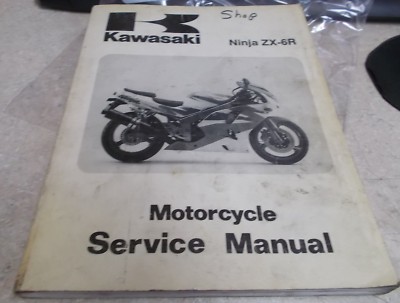 Shop
Kawasaki
Ninja ZX-6R
Motorcycle
Service Manual